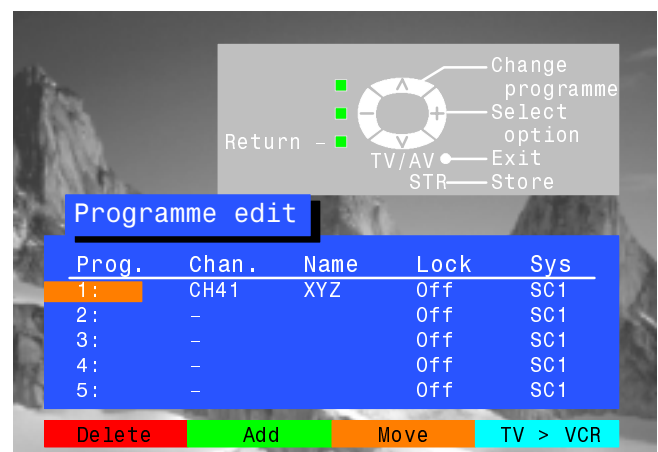 Change
programme
Select
option
Return –
TV/AV Exit
STR Store
Programme edit
Prog. Chan. Name Lock Sys
1: CH41 XYZ Off SC1
2: – Off SC1
3: – Off SC1
4: – Off SC1
5: – Off SC1
Delete Add Move TV > VCR